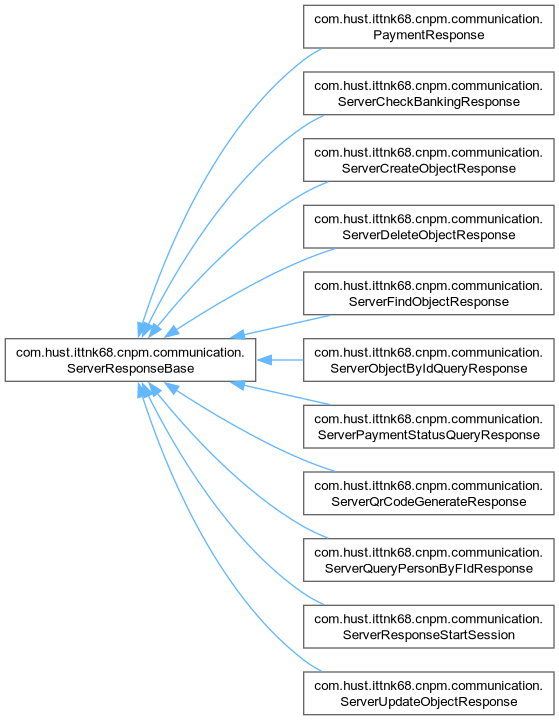 com.hust.ittnk68.cnpm.communication.
PaymentResponse
com.hust.ittnk68.cnpm.communication.
ServerCheckBankingResponse
com.hust.ittnk68.cnpm.communication.
ServerCreateObjectResponse
com.hust.ittnk68.cnpm.communication.
ServerDeleteObjectResponse
com.hust.ittnk68.cnpm.communication.
ServerFindObjectResponse
com.hust.ittnk68.cnpm.communication.
ServerResponseBase
com.hust.ittnk68.cnpm.communication.
ServerObjectByIdQueryResponse
com.hust.ittnk68.cnpm.communication.
ServerPaymentStatusQueryResponse
com.hust.ittnk68.cnpm.communication.
ServerQrCodeGenerateResponse
com.hust.ittnk68.cnpm.communication.
ServerQueryPersonByFIdResponse
com.hust.ittnk68.cnpm.communication.
ServerResponseStartSession
com.hust.ittnk68.cnpm.communication.
ServerUpdateObjectResponse